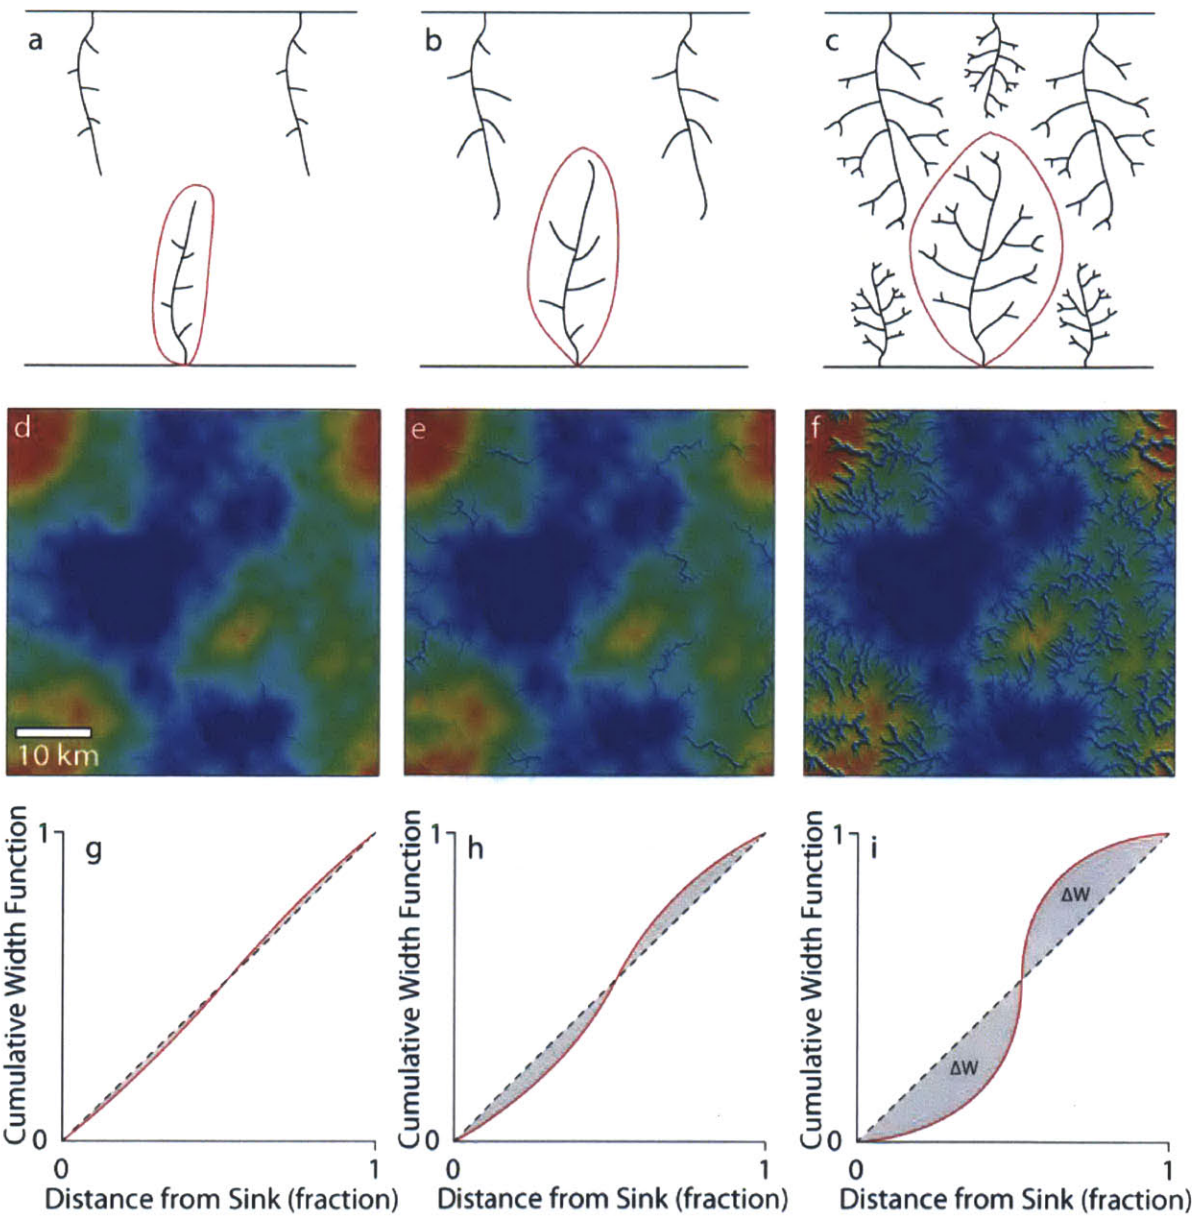 a
b
c
d
e
f
10 km
Cumulative Width Function
1
0
g
0
1
Distance from Sink (fraction)
Cumulative Width Function
1
0
h
0
1
Distance from Sink (fraction)
Cumulative Width Function
1
0
i
ΔW
ΔW
0
1
Distance from Sink (fraction)